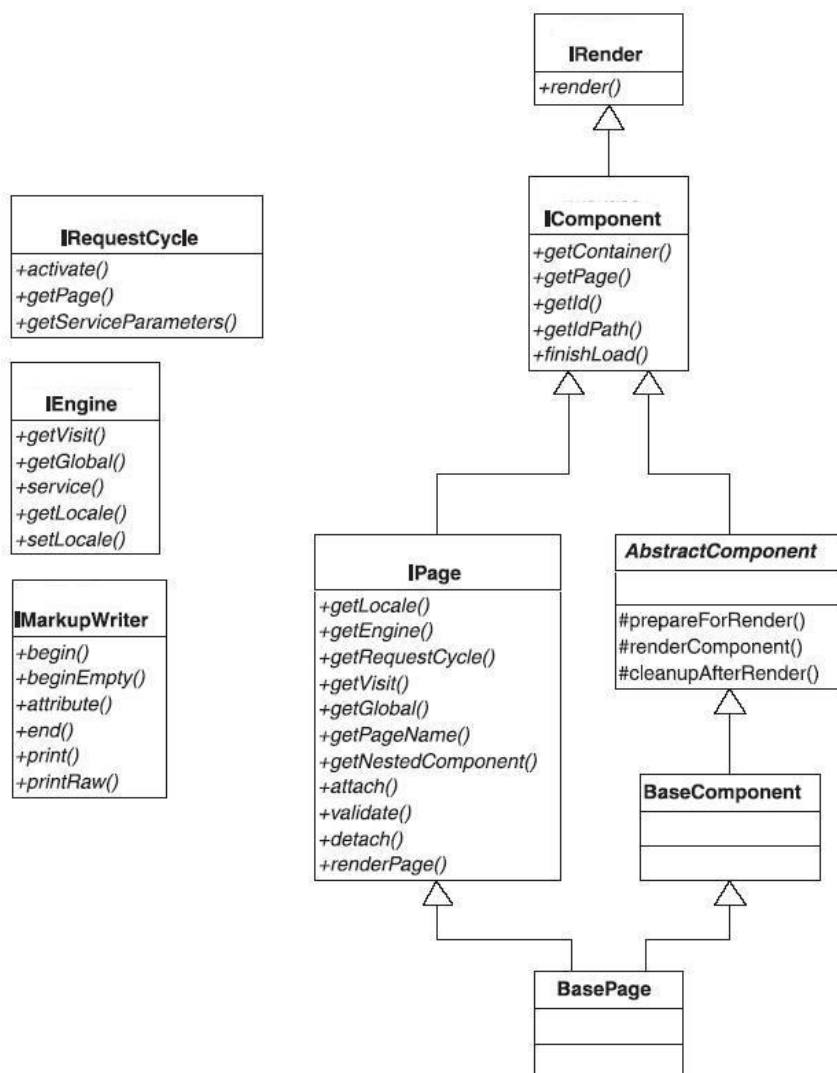 IRender
+render()
IComponent
+getContainer()
+getPage()
+getId()
+getIdPath()
+finishLoad()
IRequestCycle
+activate()
+getPage()
+getServiceParameters()
IEngine
+getVisit()
+getGlobal()
+service()
+getLocale()
+setLocale()
IMarkupWriter
+begin()
+beginEmpty()
+attribute()
+end()
+print()
+printRaw()
IPage
+getLocale()
+getEngine()
+getRequestCycle()
+getVisit()
+getGlobal()
+getPageName()
+getNestedComponent()
+attach()
+validate()
+detach()
+renderPage()
AbstractComponent
#prepareForRender()
#renderComponent()
#cleanupAfterRender()
BaseComponent
BasePage